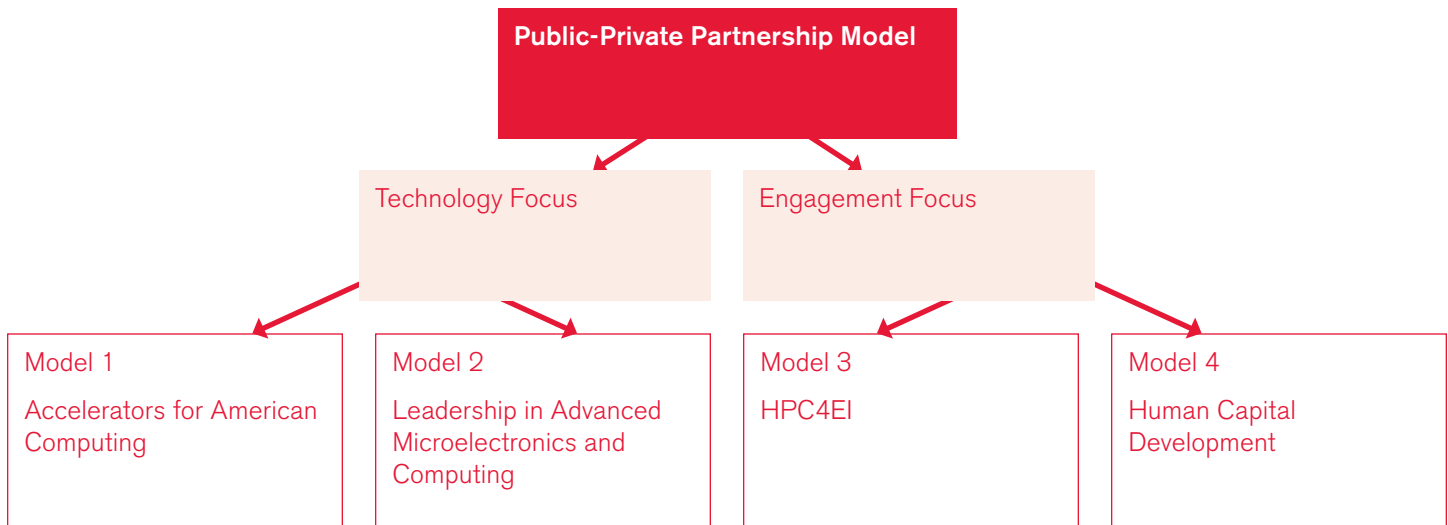 Public-Private Partnership Model
Technology Focus
Engagement Focus
Model 1
Accelerators for American
Computing
Model 2
Leadership in Advanced
Microelectronics and
Computing
Model 3
HPC4EI
Model 4
Human Capital
Development